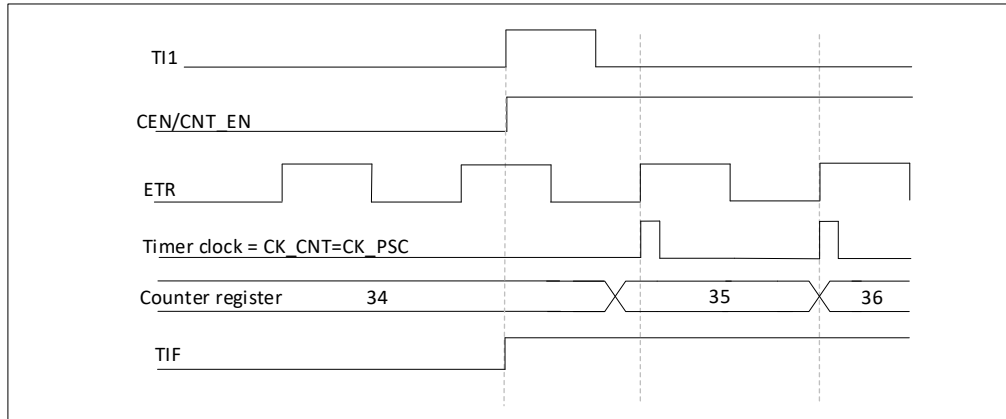 TI1
CEN/CNT_EN
ETR
Timer clock = CK_CNT=CK_PSC
Counter register 34 35 36
TIF